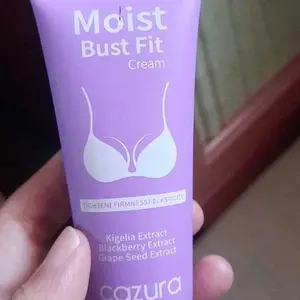 Moist
Bust Fit
Cream
Kigelia Extract
Blackberry Extract
Grape Seed Extract
cazura